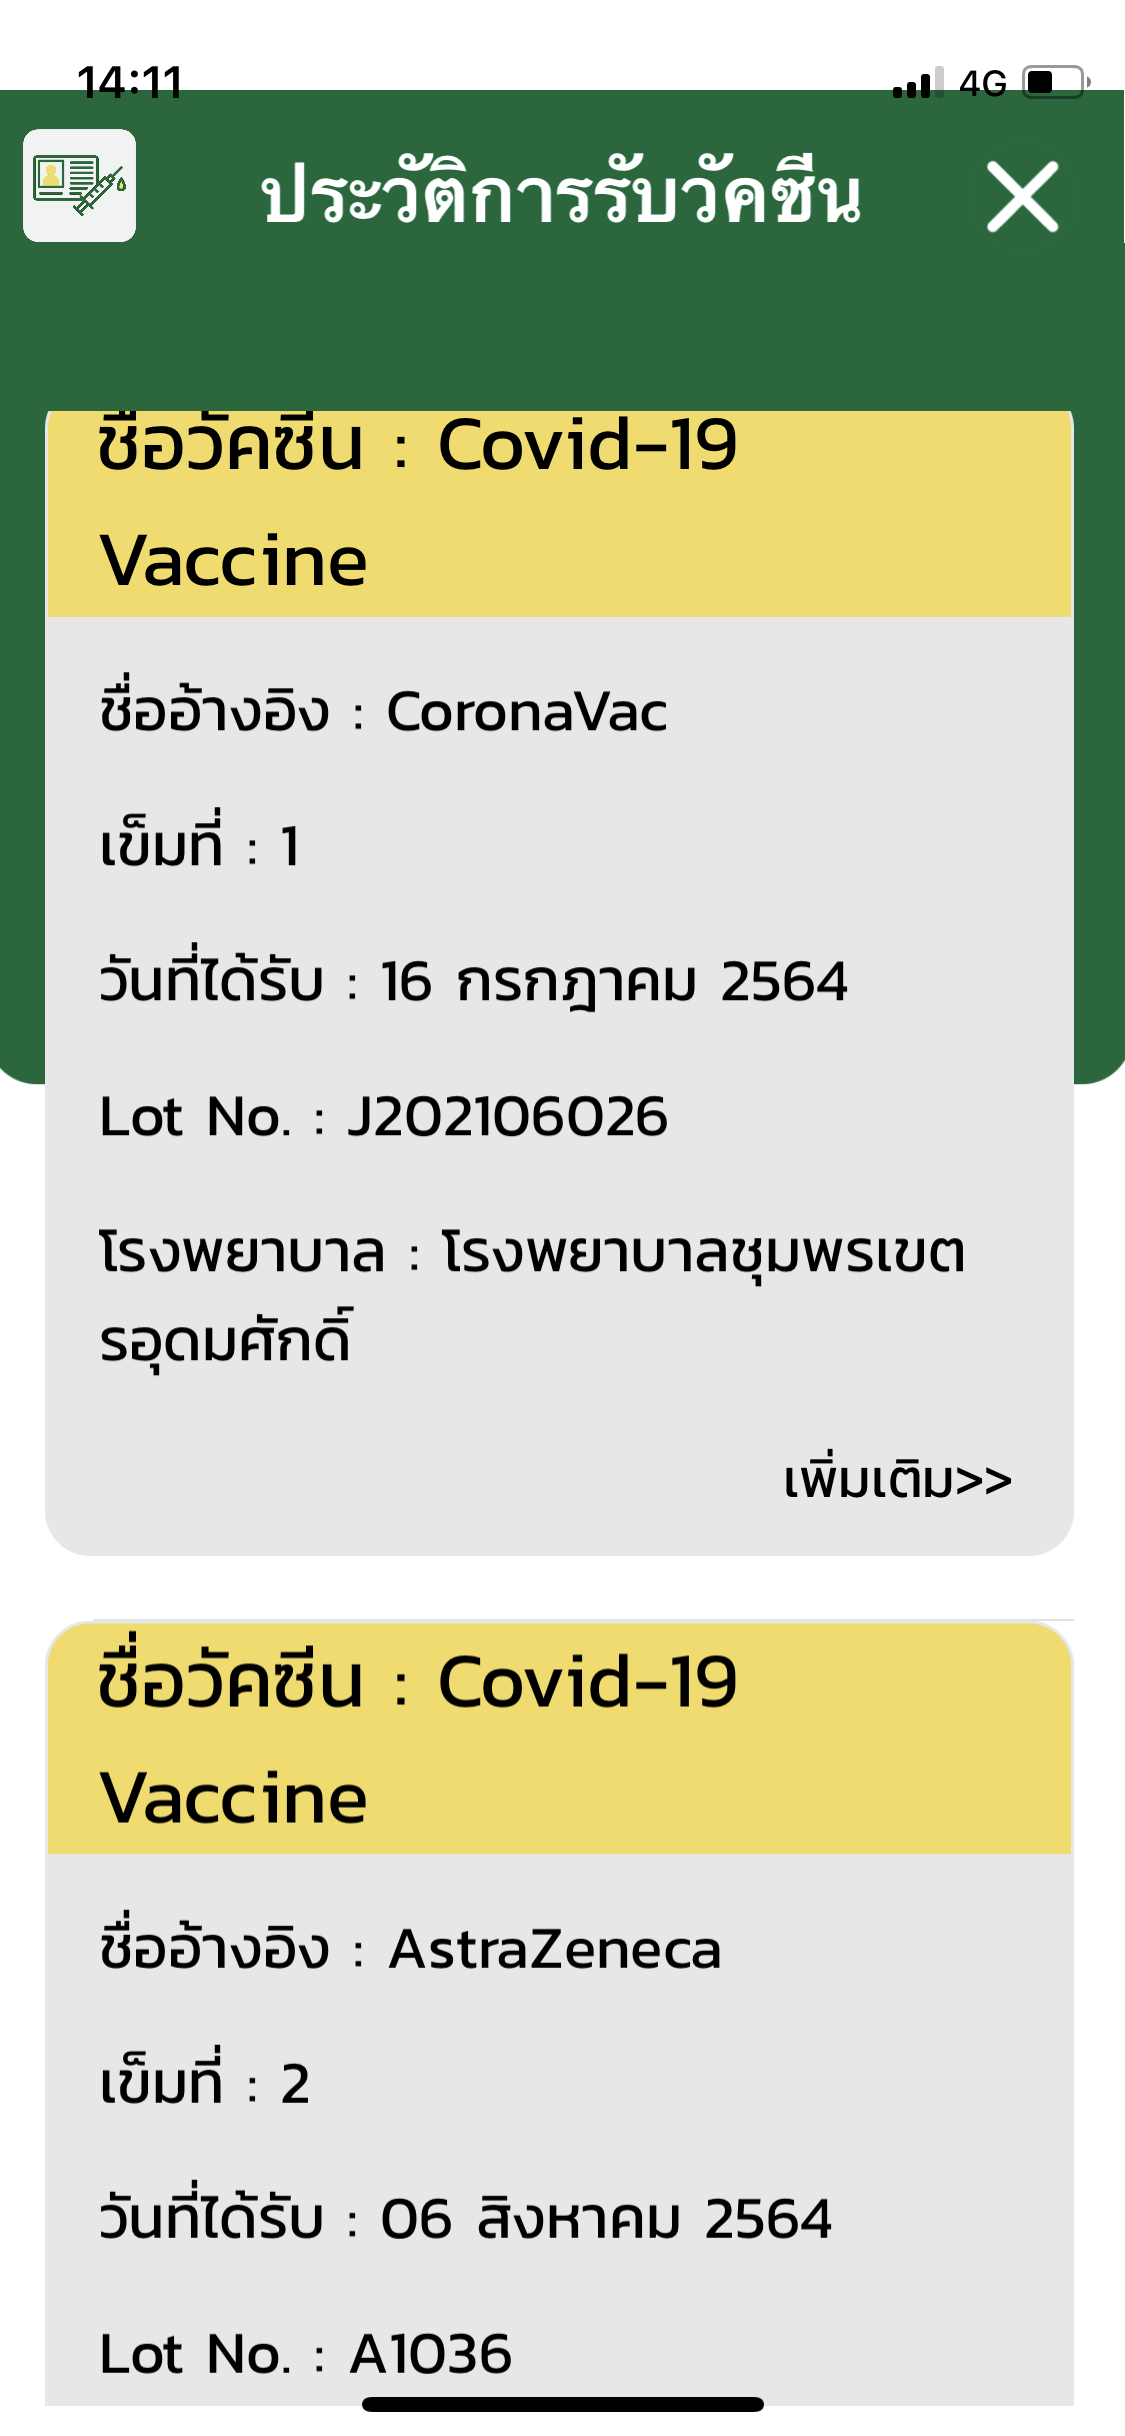 14:11
4G
ประวัติการรับวัคซีน
ชื่อวัคซีน : Covid-19
Vaccine
ชื่ออ้างอิง : CoronaVac
เข็มที่ : 1
วันที่ได้รับ : 16 กรกฎาคม 2564
Lot No. : J202106026
โรงพยาบาล : โรงพยาบาลชุมพรเขต
รอุดมศักดิ์
เพิ่มเติม>>
ชื่อวัคซีน : Covid-19
Vaccine
ชื่ออ้างอิง : AstraZeneca
เข็มที่ : 2
วันที่ได้รับ : 06 สิงหาคม 2564
Lot No. : A1036